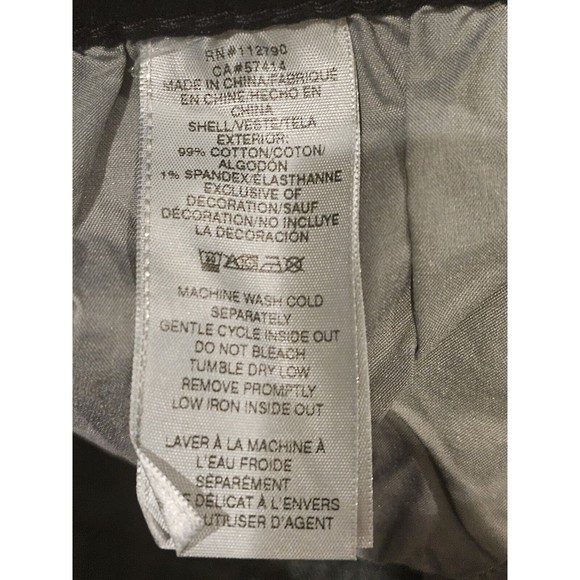 RN#112790
CA#57414
MADE IN CHINA/FABRIQUÉ
EN CHINE/HECHO EN
CHINA
SHELL/VESTE/TELA
EXTERIOR:
99% COTTON/COTON/
ALGODÓN
1% SPANDEX/ÉLASTHANNE
EXCLUSIVE OF
DECORATION/SAUF
DÉCORATION/NO INCLUYE
LA DECORACIÓN
MACHINE WASH COLD
SEPARATELY
GENTLE CYCLE INSIDE OUT
DO NOT BLEACH
TUMBLE DRY LOW
REMOVE PROMPTLY
LOW IRON INSIDE OUT
LAVER À LA MACHINE À
L'EAU FROIDE
SÉPARÉMENT
DÉLICAT À L'ENVERS
UTILISER D'AGENT